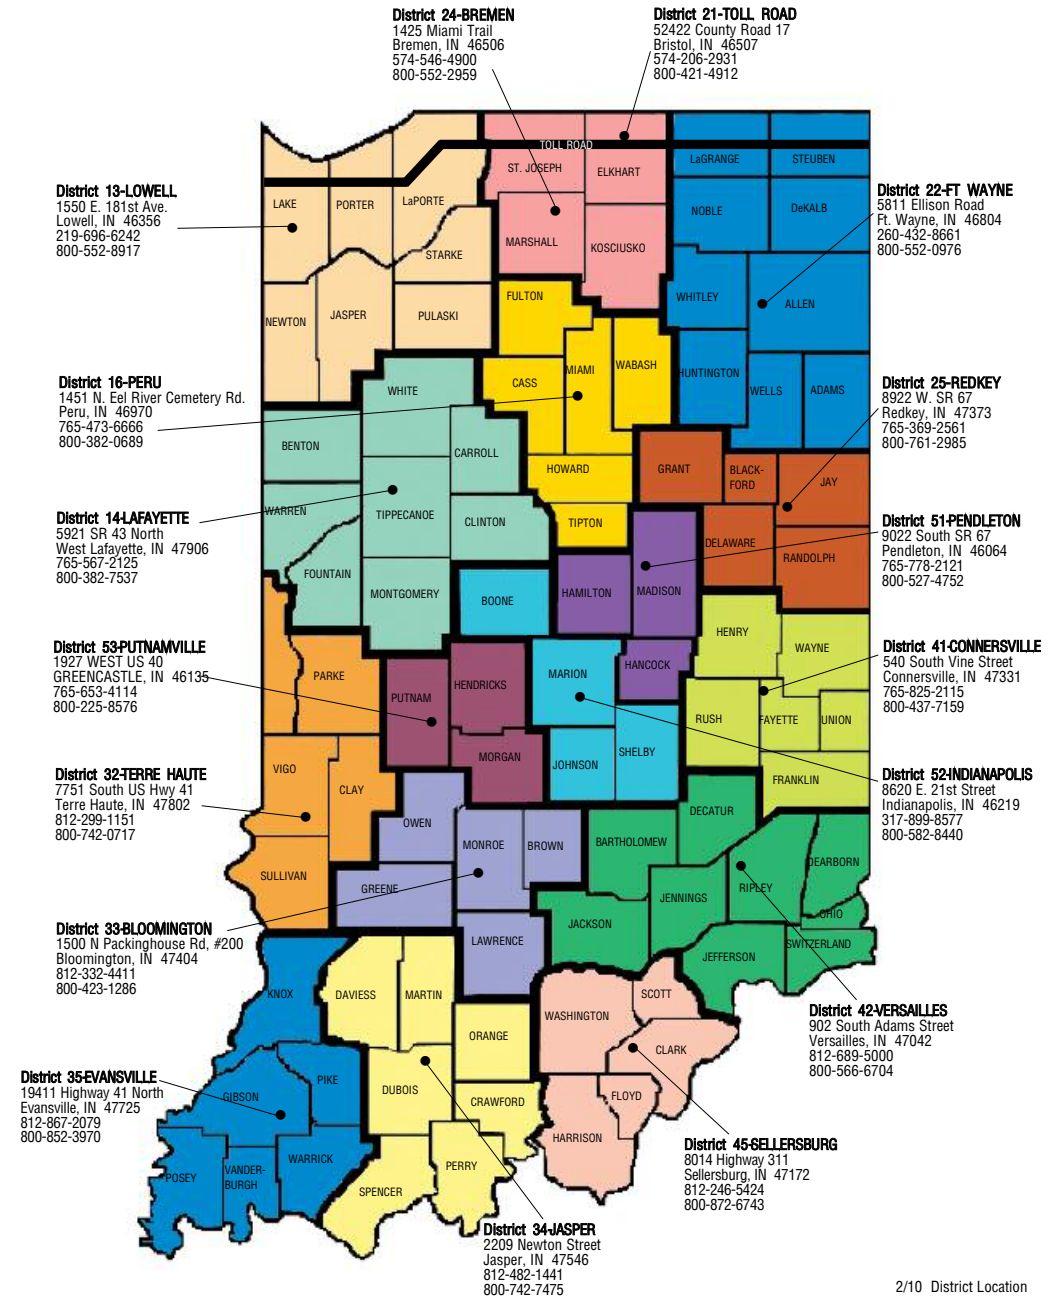 District 24-BREMEN
1425 Miami Trail
Bremen, IN 46506
574-546-4900
800-552-2959
District 21-TOLL ROAD
52422 County Road 17
Bristol, IN 46507
574-206-2931
800-421-4912
TOLL ROAD
District 13-LOWELL
1550 E. 181st Ave.
Lowell, IN 46356
219-696-6242
800-552-8917
District 22-FT WAYNE
5811 Ellison Road
Ft. Wayne, IN 46804
260-432-8661
800-552-0976
LAKE
PORTER
LaPORTE
ST. JOSEPH
ELKHART
LaGRANGE
STEUBEN
NOBLE
DeKALB
STARKE
MARSHALL
KOSCIUSKO
NEWTON
JASPER
PULASKI
FULTON
WHITLEY
ALLEN
District 16-PERU
1451 N. Eel River Cemetery Rd.
Peru, IN 46970
765-473-6666
800-382-0689
District 25-REDKEY
8922 W. SR 67
Redkey, IN 47373
765-369-2561
800-761-2985
WHITE
CASS
MIAMI
WABASH
HUNTINGTON
WELLS
ADAMS
BENTON
CARROLL
HOWARD
GRANT
BLACK-
FORD
JAY
District 14-LAFAYETTE
5921 SR 43 North
West Lafayette, IN 47906
765-567-2125
800-382-7537
District 51-PENDLETON
9022 South SR 67
Pendleton, IN 46064
765-778-2121
800-527-4752
WARREN
TIPPECANOE
CLINTON
TIPTON
DELAWARE
RANDOLPH
FOUNTAIN
MONTGOMERY
BOONE
HAMILTON
MADISON
HENRY
WAYNE
District 53-PUTNAMVILLE
1927 WEST US 40
GREENCASTLE, IN 46135
765-653-4114
800-225-8576
District 41-CONNERSVILLE
540 South Vine Street
Connersville, IN 47331
765-825-2115
800-437-7159
PARKE
PUTNAM
HENDRICKS
MARION
HANCOCK
RUSH
FAYETTE
UNION
District 32-TERRE HAUTE
7751 South US Hwy 41
Terre Haute, IN 47802
812-299-1151
800-742-0717
District 52-INDIANAPOLIS
8620 E. 21st Street
Indianapolis, IN 46219
317-899-8577
800-582-8440
VIGO
CLAY
MORGAN
JOHNSON
SHELBY
FRANKLIN
OWEN
MONROE
BROWN
BARTHOLOMEW
DECATUR
DEARBORN
SULLIVAN
GREENE
JENNINGS
RIPLEY
OHIO
JACKSON
District 33-BLOOMINGTON
1500 N Packinghouse Rd, #200
Bloomington, IN 47404
812-332-4411
800-423-1286
LAWRENCE
JEFFERSON
SWITZERLAND
KNOX
DAVIESS
MARTIN
ORANGE
WASHINGTON
SCOTT
CLARK
District 42-VERSAILLES
902 South Adams Street
Versailles, IN 47042
812-689-5000
800-566-6704
District 35-EVANSVILLE
19411 Highway 41 North
Evansville, IN 47725
812-867-2079
800-852-3970
GIBSON
PIKE
DUBOIS
CRAWFORD
FLOYD
HARRISON
POSEY
VANDER-
BURGH
WARRICK
SPENCER
PERRY
District 45-SELLERSBURG
8014 Highway 311
Sellersburg, IN 47172
812-246-5424
800-872-6743
District 34-JASPER
2209 Newton Street
Jasper, IN 47546
812-482-1441
800-742-7475
2/10 District Location